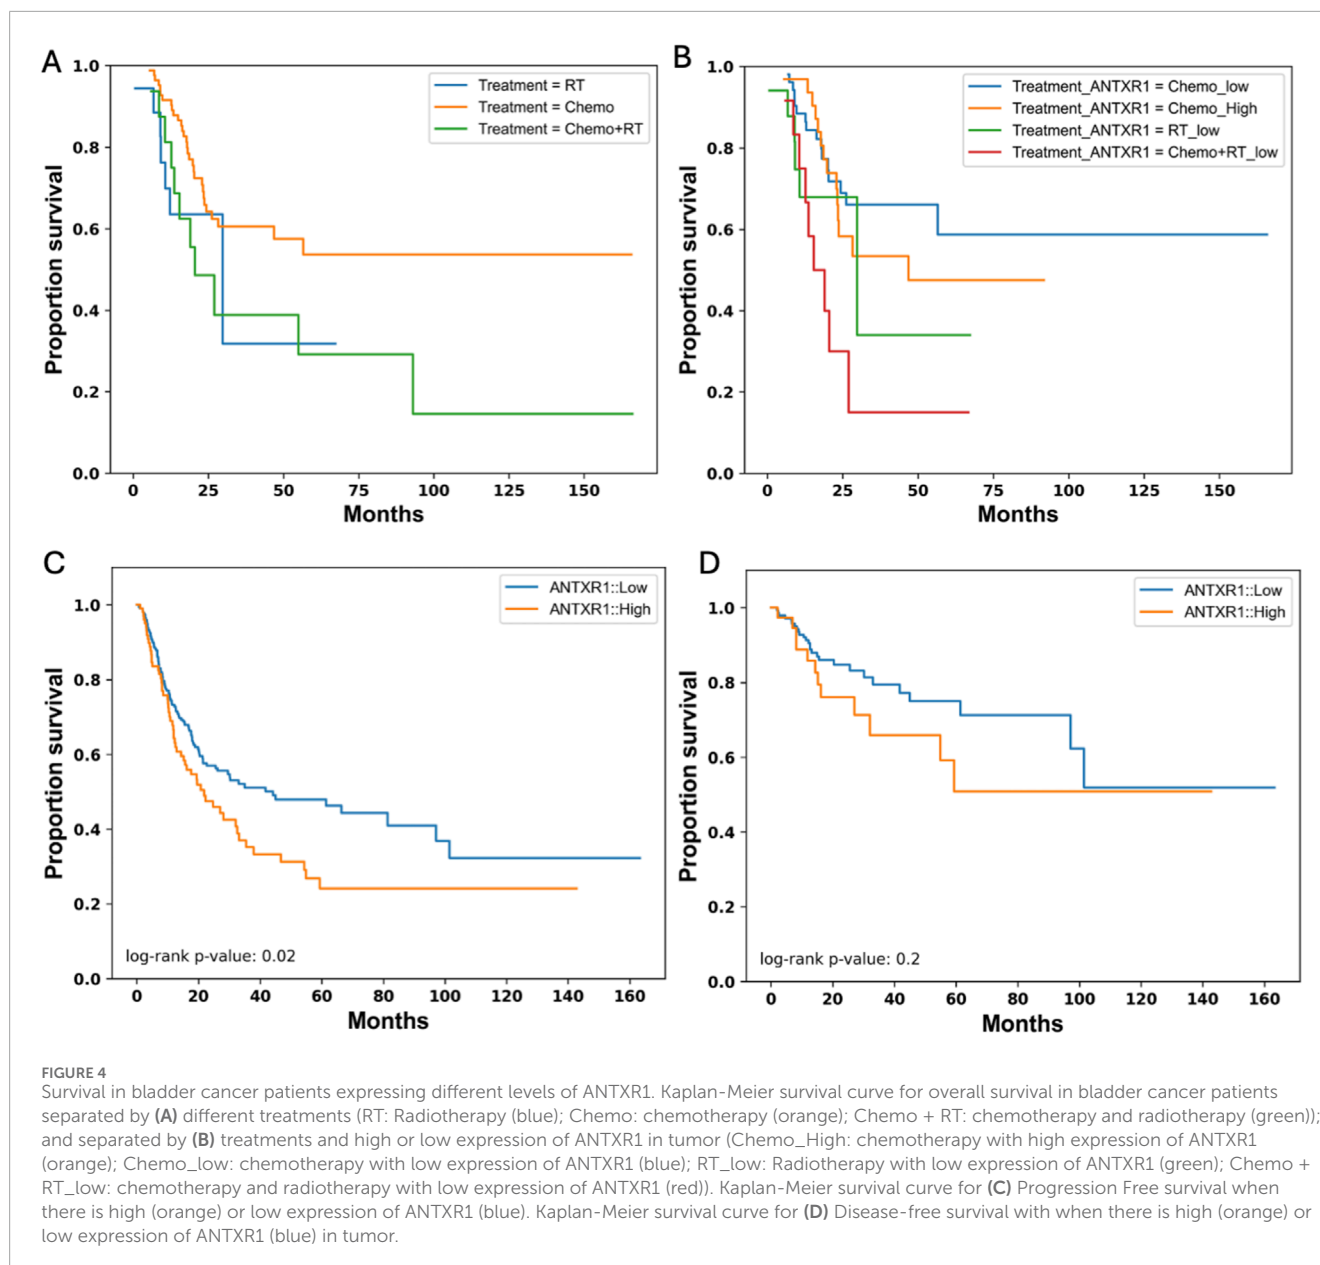 A
1.0
0.8
0.6
0.4
0.2
0.0
Proportion survival
Treatment = RT
Treatment = Chemo
Treatment = Chemo+RT
0 25 50 75 100 125 150
Months
B
1.0
0.8
0.6
0.4
0.2
0.0
Proportion survival
Treatment_ANTXR1 = Chemo_low
Treatment_ANTXR1 = Chemo_High
Treatment_ANTXR1 = RT_low
Treatment_ANTXR1 = Chemo+RT_low
0 25 50 75 100 125 150
Months
C
1.0
0.8
0.6
0.4
0.2
0.0
Proportion survival
ANTXR1::Low
ANTXR1::High
log-rank p-value: 0.02
0 20 40 60 80 100 120 140 160
Months
D
1.0
0.8
0.6
0.4
0.2
0.0
Proportion survival
ANTXR1::Low
ANTXR1::High
log-rank p-value: 0.2
0 20 40 60 80 100 120 140 160
Months
FIGURE 4
Survival in bladder cancer patients expressing different levels of ANTXR1. Kaplan-Meier survival curve for overall survival in bladder cancer patients
separated by (A) different treatments (RT: Radiotherapy (blue); Chemo: chemotherapy (orange); Chemo + RT: chemotherapy and radiotherapy (green));
and separated by (B) treatments and high or low expression of ANTXR1 in tumor (Chemo_High: chemotherapy with high expression of ANTXR1
(orange); Chemo_low: chemotherapy with low expression of ANTXR1 (blue); RT_low: Radiotherapy with low expression of ANTXR1 (green); Chemo +
RT_low: chemotherapy and radiotherapy with low expression of ANTXR1 (red)). Kaplan-Meier survival curve for (C) Progression Free survival when
there is high (orange) or low expression of ANTXR1 (blue). Kaplan-Meier survival curve for (D) Disease-free survival with when there is high (orange) or
low expression of ANTXR1 (blue) in tumor.